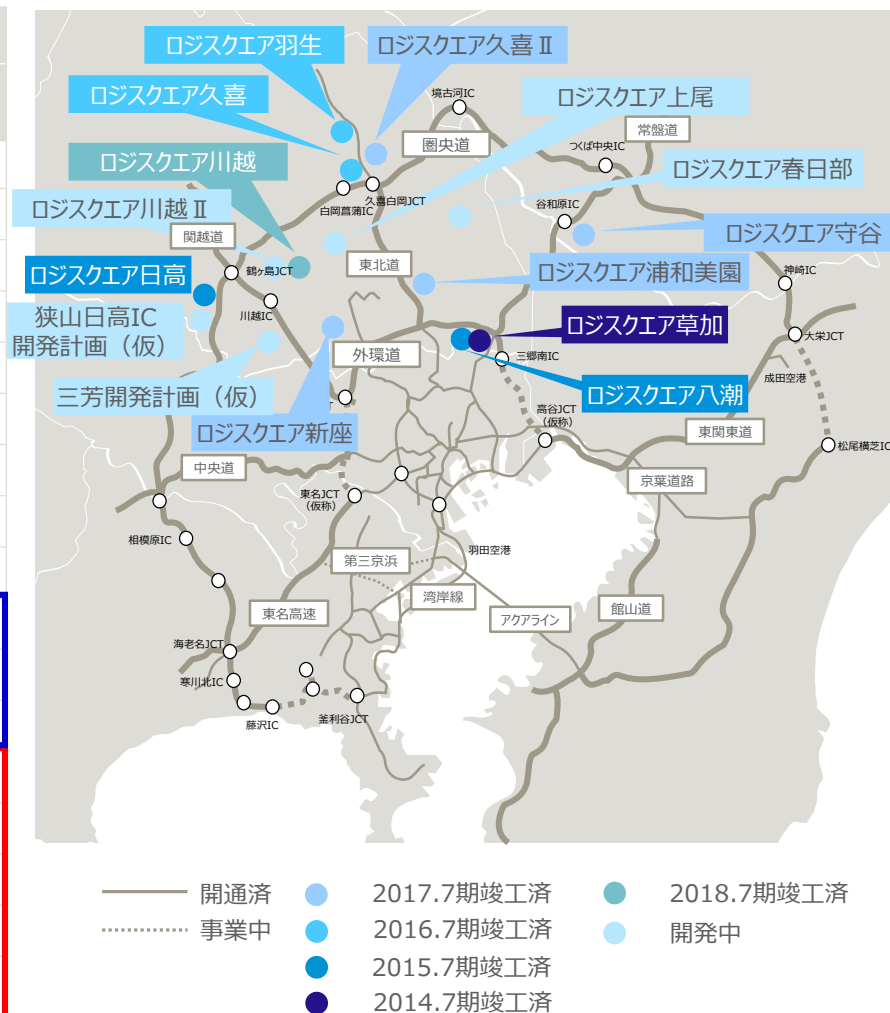 ロジスクエア羽生
ロジスクエア久喜Ⅱ
ロジスクエア久喜
ロジスクエア上尾
境古河IC
常盤道
圏央道
つくば中央IC
ロジスクエア川越
ロジスクエア春日部
久喜白岡JCT
白岡菖蒲IC
谷和原IC
ロジスクエア川越Ⅱ
関越道
ロジスクエア守谷
東北道
ロジスクエア日高
鶴ヶ島JCT
ロジスクエア浦和美園
神崎IC
川越IC
狭山日高IC
開発計画（仮）
ロジスクエア草加
大栄JCT
外環道
三郷南IC
成田空港
三芳開発計画（仮）
ロジスクエア八潮
高谷JCT
（仮称）
ロジスクエア新座
東関東道
松尾横芝IC
中央道
京葉道路
東名JCT
（仮称）
相模原IC
羽田空港
第三京浜
湾岸線
東名高速
アクアライン
館山道
海老名JCT
寒川北IC
藤沢IC
釜利谷JCT
開通済
2017.7期竣工済
2018.7期竣工済
事業中
2016.7期竣工済
開発中
2015.7期竣工済
2014.7期竣工済